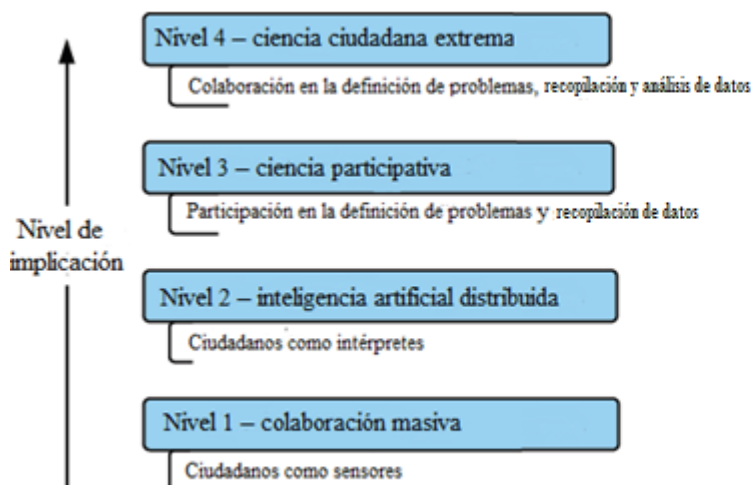 Nivel 4 – ciencia ciudadana extrema
Colaboración en la definición de problemas, recopilación y análisis de datos
Nivel 3 – ciencia participativa
Participación en la definición de problemas y recopilación de datos
Nivel de
implicación
Nivel 2 – inteligencia artificial distribuida
Ciudadanos como intérpretes
Nivel 1 – colaboración masiva
Ciudadanos como sensores